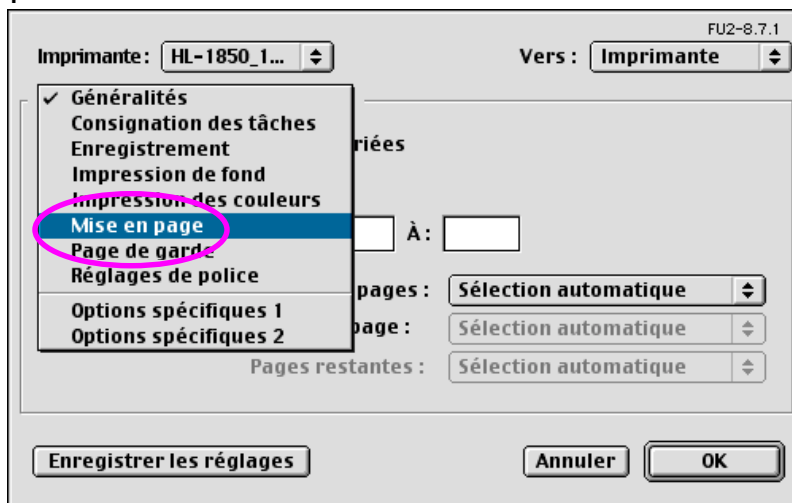 FU2-8.7.1
Imprimante : HL-1850_1... Vers : Imprimante
✓ Généralités
Consignation des tâches
Enregistrement riées
Impression de fond
Impression des couleurs
Mise en page À :
Page de garde
Réglages de police
pages : Sélection automatique
Options spécifiques 1
Options spécifiques 2 page : Sélection automatique
Pages restantes : Sélection automatique
Enregistrer les réglages Annuler OK